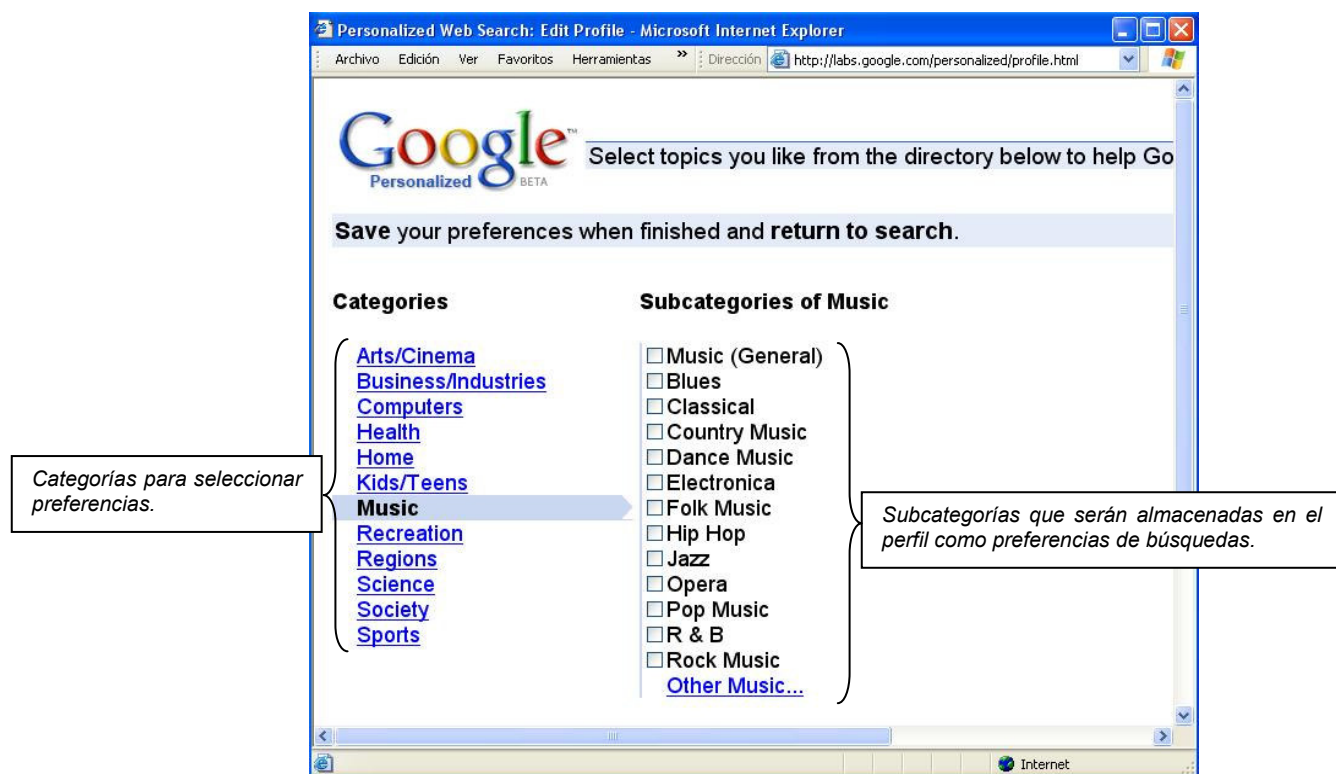 Personalized Web Search: Edit Profile - Microsoft Internet Explorer
Archivo Edición Ver Favoritos Herramientas » Dirección http://labs.google.com/personalized/profile.html
Google™
Personalized BETA
Select topics you like from the directory below to help Go
Save your preferences when finished and return to search.
Categories
Arts/Cinema
Business/Industries
Computers
Health
Home
Kids/Teens
Music
Recreation
Regions
Science
Society
Sports
Subcategories of Music
Music (General)
Blues
Classical
Country Music
Dance Music
Electronica
Folk Music
Hip Hop
Jazz
Opera
Pop Music
R & B
Rock Music
Other Music...
Categorías para seleccionar
preferencias.
Subcategorías que serán almacenadas en el
perfil como preferencias de búsquedas.
Internet